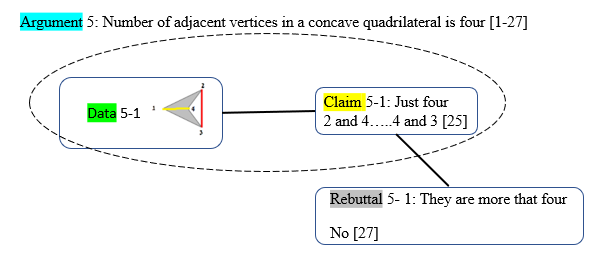 Argument 5: Number of adjacent vertices in a concave quadrilateral is four [1-27]
2
Data 5-1
1
4
3
Claim 5-1: Just four
2 and 4…..4 and 3 [25]
Rebuttal 5- 1: They are more that four
No [27]